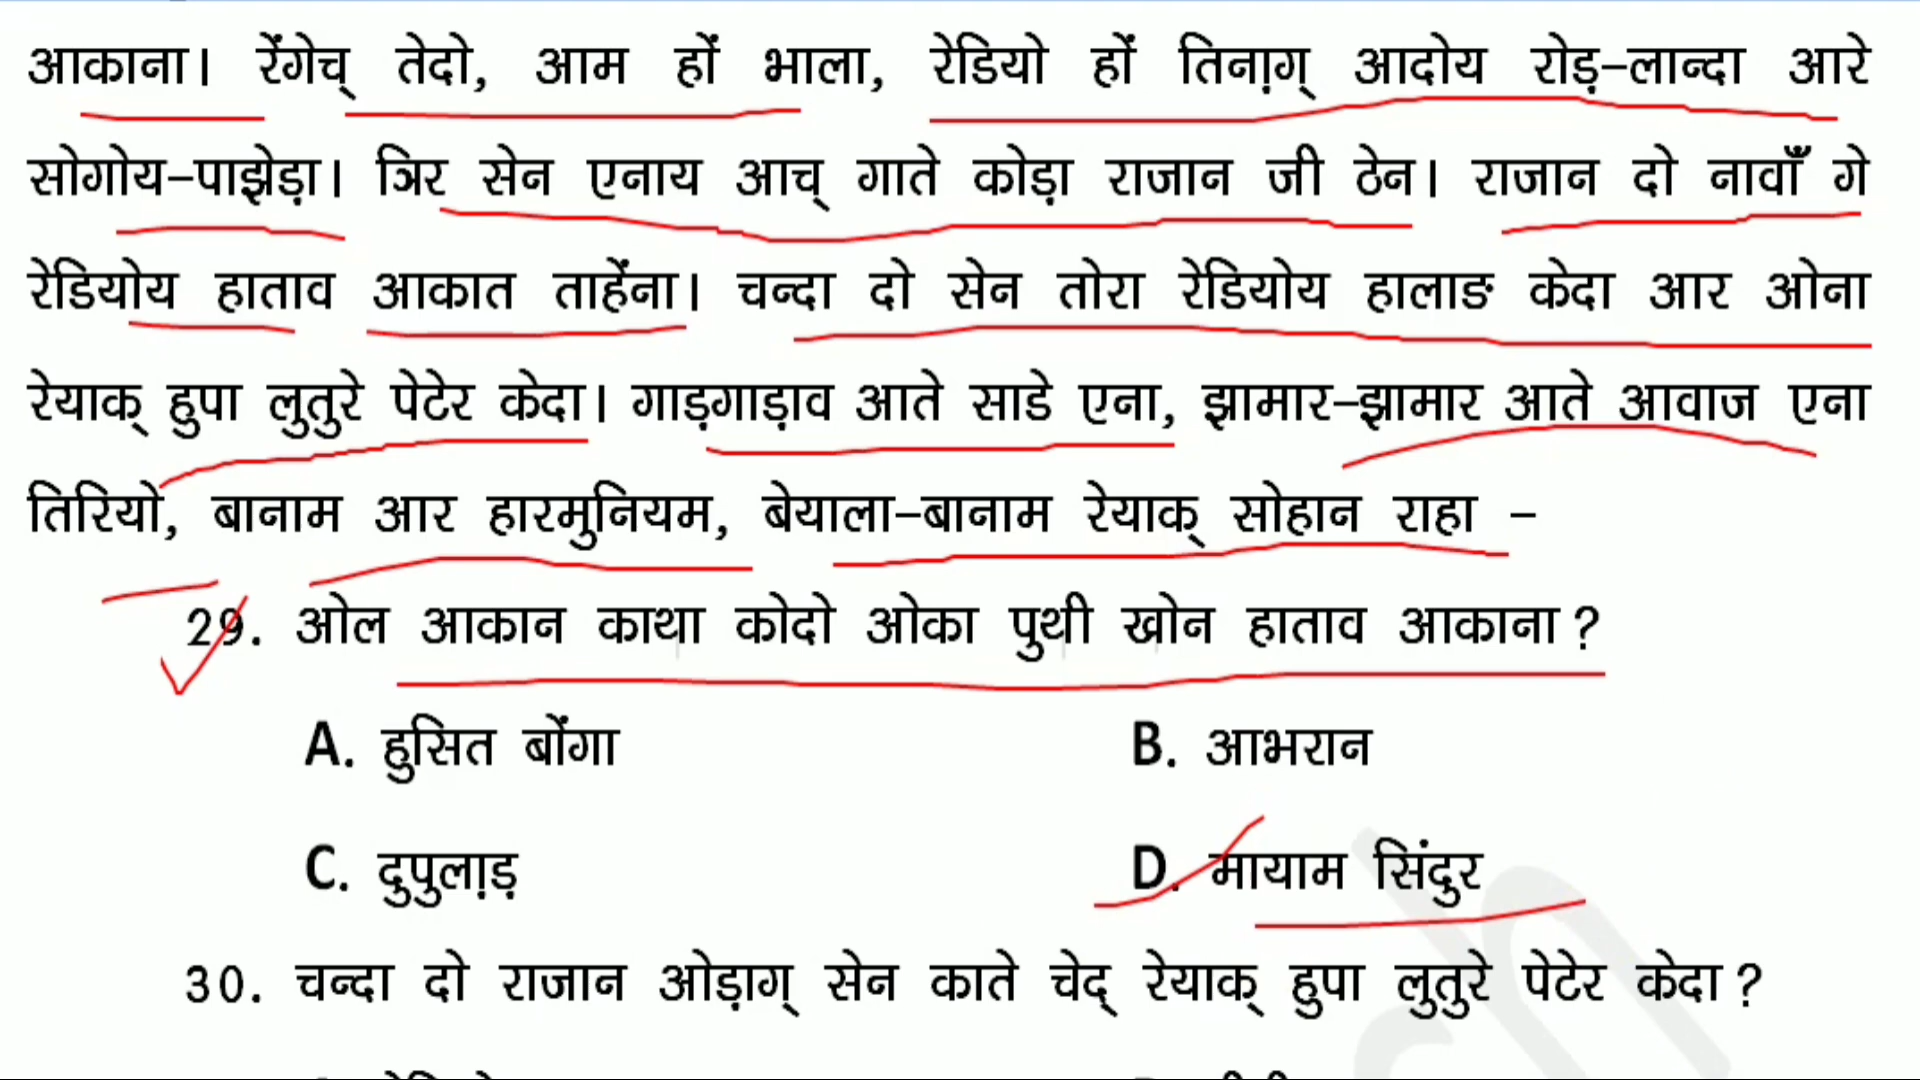 आकाना। रेंगेच् तेदो, आम हों भाला, रेडियो हों तिना़ग् आदोय रोड़-लान्दा आरे
सोगोय-पाझेड़ा। ञिर सेन एनाय आच् गाते कोड़ा राजान जी ठेन। राजान दो नावाँ गे
रेडियोय हाताव आकात ताहेंना। चन्दा दो सेन तोरा रेडियोय हालाङ केदा आर ओना
रेयाक् हुपा लुतुरे पेटेर केदा। गाड़गाड़ाव आते साडे एना, झामार-झामार आते आवाज एना
तिरियो, बानाम आर हारमुनियम, बेयाला-बानाम रेयाक् सोहान राहा -
29. ओल आकान काथा कोदो ओका पुथी खोन हाताव आकाना?
A. हुसित बोंगा
B. आभरान
C. दुपुला़ड़
D. मायाम सिंदुर
30. चन्दा दो राजान ओड़ाग् सेन काते चेद् रेयाक् हुपा लुतुरे पेटेर केदा?